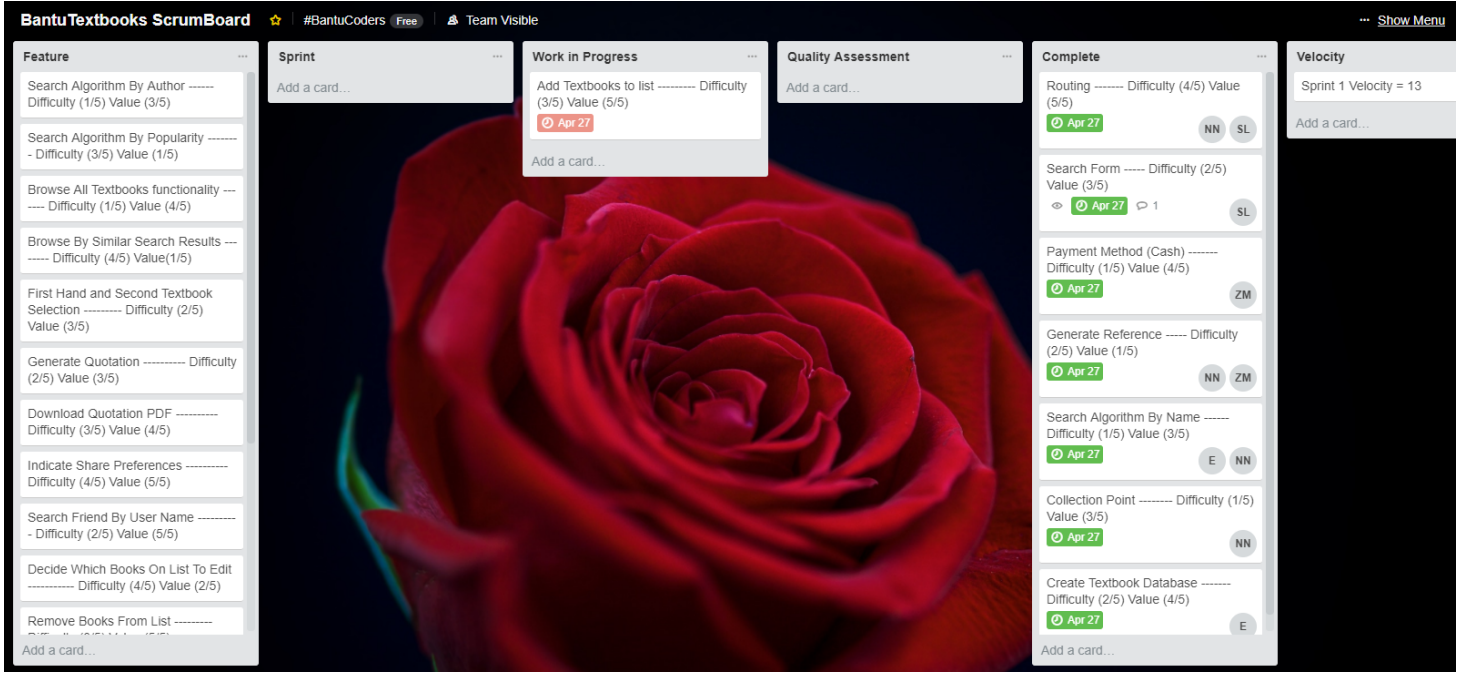 BantuTextbooks ScrumBoard
#BantuCoders Free
Team Visible
... Show Menu
Feature
Search Algorithm By Author ------
Difficulty (1/5) Value (3/5)
Search Algorithm By Popularity -------
- Difficulty (3/5) Value (1/5)
Browse All Textbooks functionality ---
---- Difficulty (1/5) Value (4/5)
Browse By Similar Search Results ---
----- Difficulty (4/5) Value(1/5)
First Hand and Second Textbook
Selection --------- Difficulty (2/5)
Value (3/5)
Generate Quotation ---------- Difficulty
(2/5) Value (3/5)
Download Quotation PDF ----------
Difficulty (3/5) Value (4/5)
Indicate Share Preferences ----------
Difficulty (4/5) Value (5/5)
Search Friend By User Name ---------
- Difficulty (2/5) Value (5/5)
Decide Which Books On List To Edit
----------- Difficulty (4/5) Value (2/5)
Remove Books From List ---------
Add a card...
Sprint
Add a card...
Work in Progress
Add Textbooks to list --------- Difficulty
(3/5) Value (5/5)
Apr 27
Add a card...
Quality Assessment
Add a card...
Complete
Routing ------- Difficulty (4/5) Value
(5/5)
Apr 27
NN SL
Search Form ----- Difficulty (2/5)
Value (3/5)
Apr 27 1
SL
Payment Method (Cash) -------
Difficulty (1/5) Value (4/5)
Apr 27
ZM
Generate Reference ----- Difficulty
(2/5) Value (1/5)
Apr 27
NN ZM
Search Algorithm By Name ------
Difficulty (1/5) Value (3/5)
Apr 27
E NN
Collection Point -------- Difficulty (1/5)
Value (3/5)
Apr 27
NN
Create Textbook Database -------
Difficulty (2/5) Value (4/5)
Apr 27
E
Add a card...
Velocity
Sprint 1 Velocity = 13
Add a card...